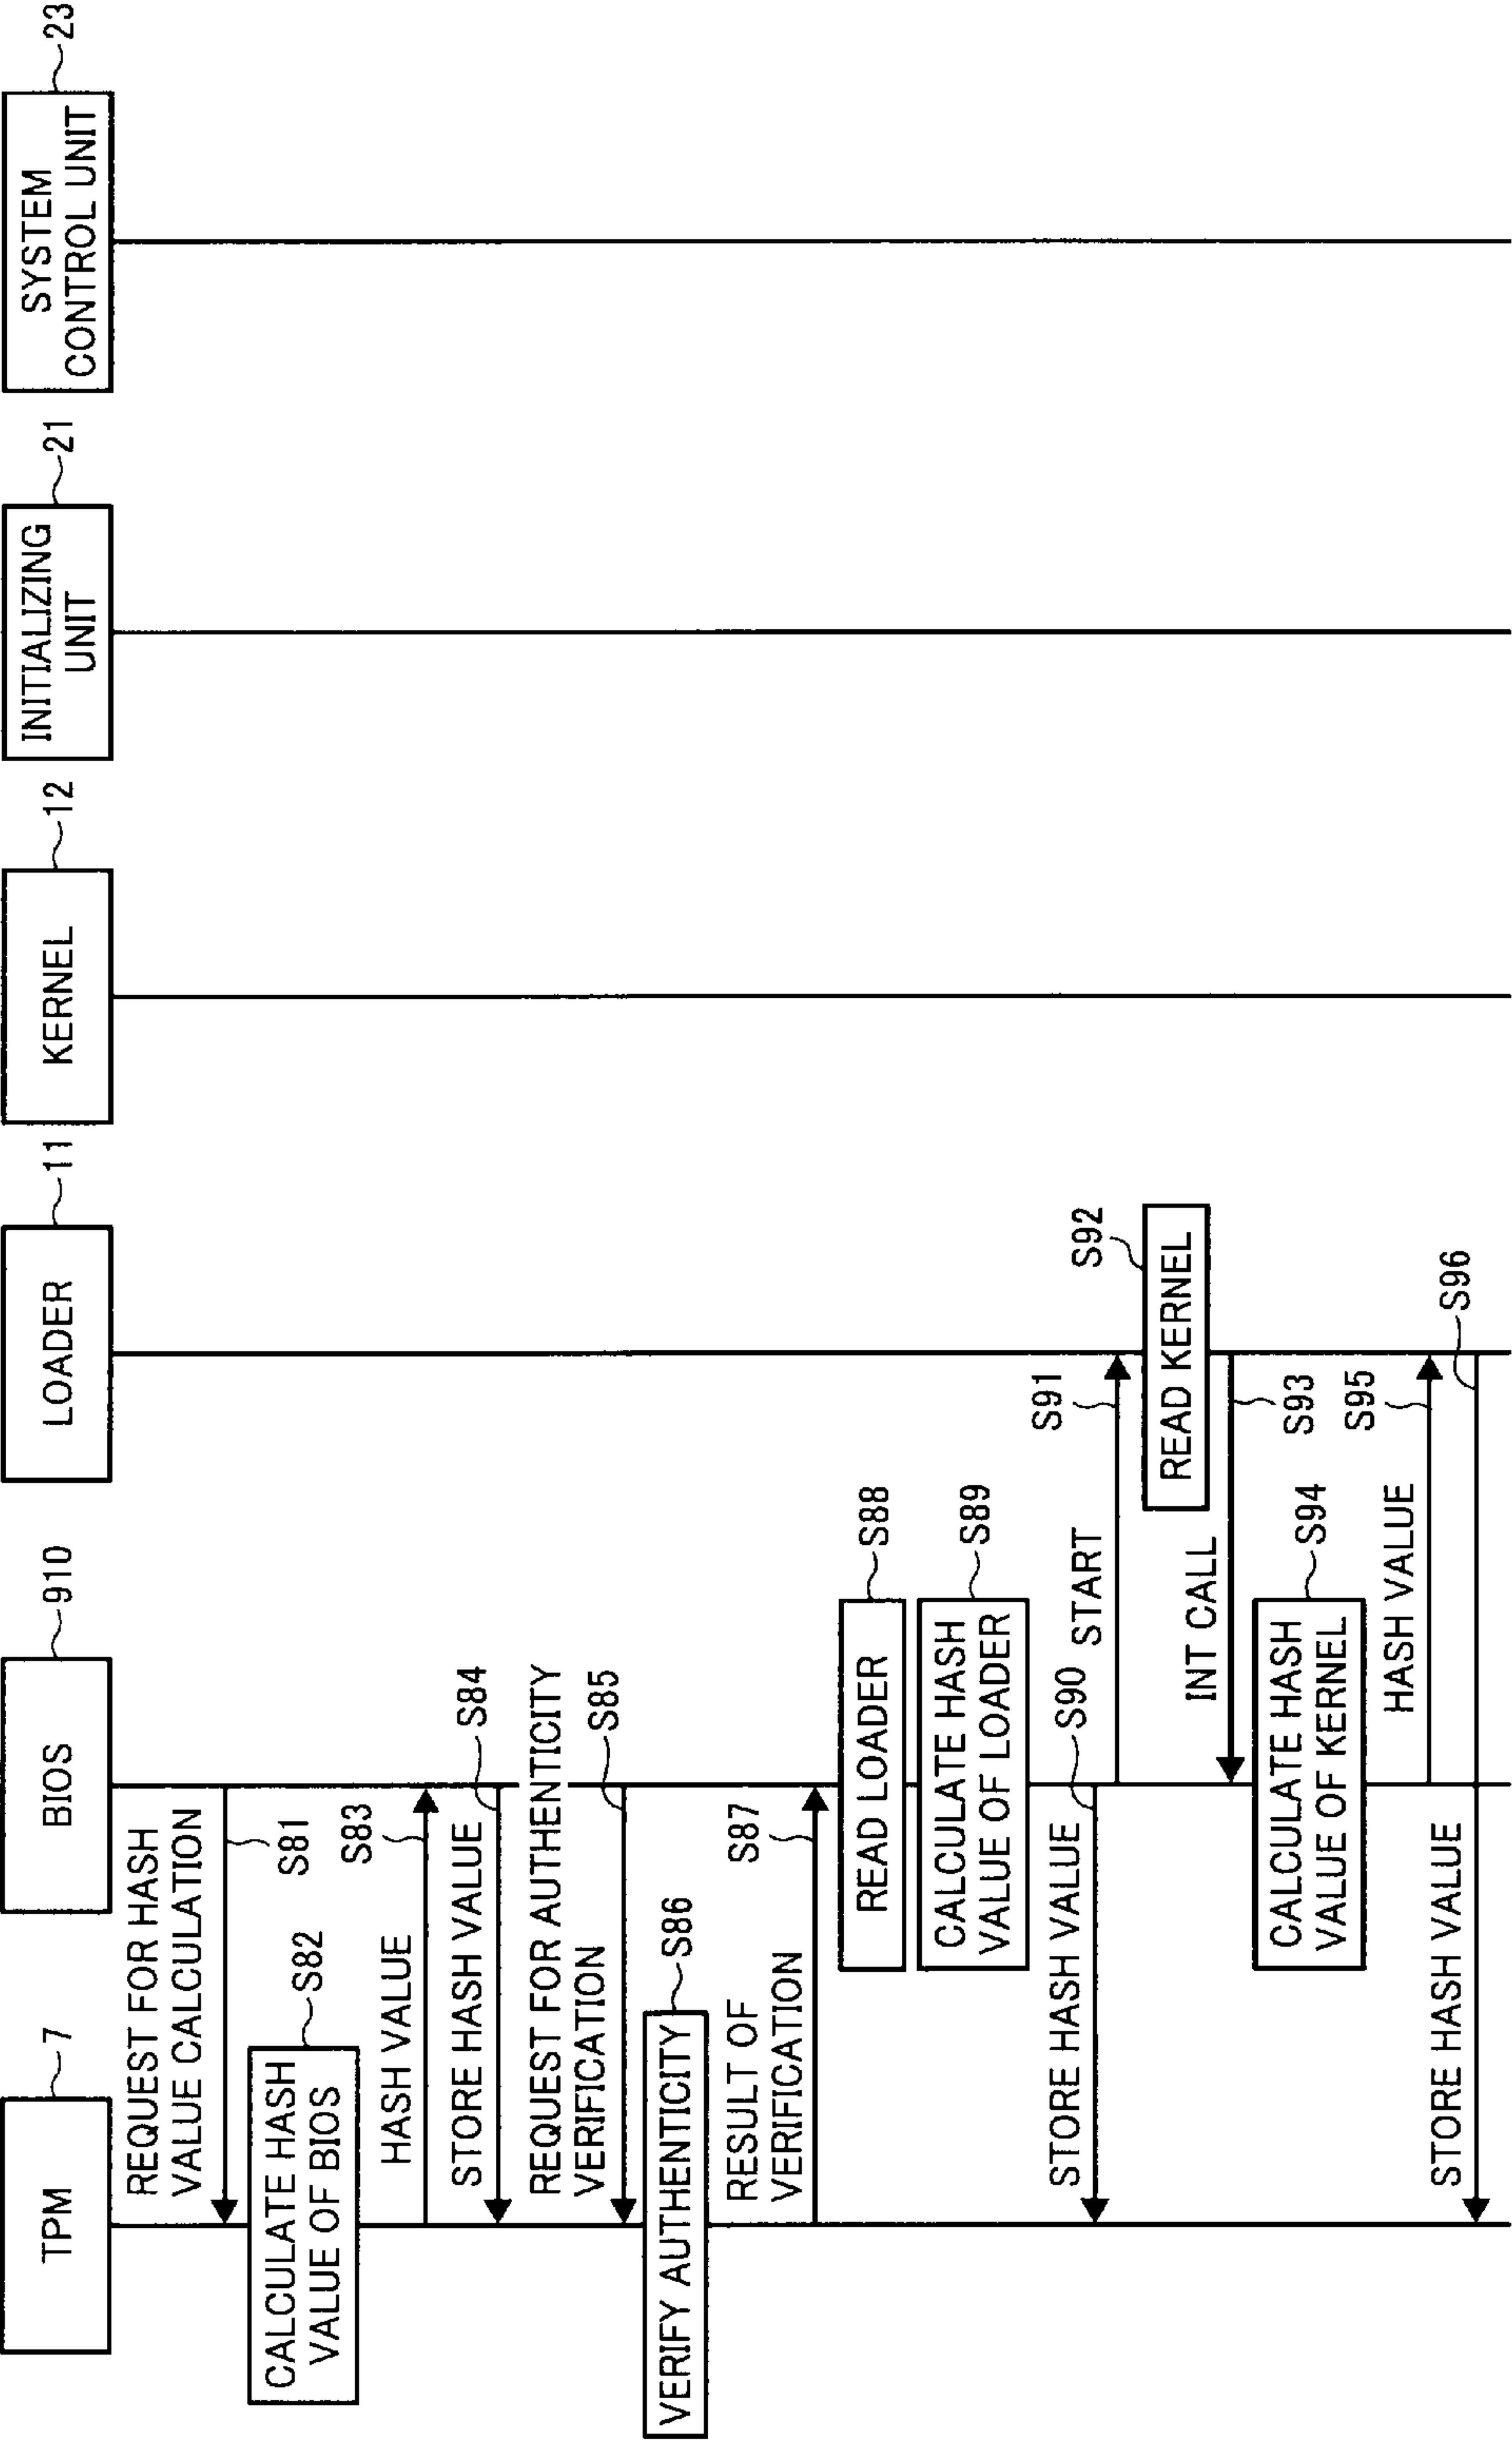 TPM
7
BIOS
910
LOADER
11
KERNEL
12
INITIALIZING
UNIT
21
SYSTEM
CONTROL UNIT
23
REQUEST FOR HASH
VALUE CALCULATION
S81
CALCULATE HASH
VALUE OF BIOS
S82
HASH VALUE
S83
STORE HASH VALUE
S84
REQUEST FOR AUTHENTICITY
VERIFICATION
S85
VERIFY AUTHENTICITY
S86
RESULT OF
VERIFICATION
S87
READ LOADER
S88
CALCULATE HASH
VALUE OF LOADER
S89
STORE HASH VALUE
S90
START
S91
READ KERNEL
S92
INT CALL
S93
CALCULATE HASH
VALUE OF KERNEL
S94
HASH VALUE
S95
STORE HASH VALUE
S96